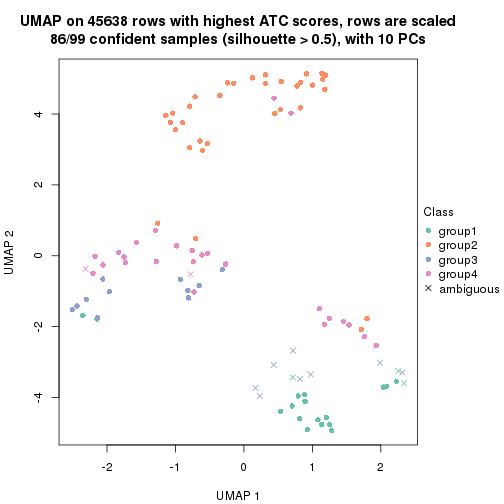 UMAP on 45638 rows with highest ATC scores, rows are scaled
86/99 confident samples (silhouette > 0.5), with 10 PCs
UMAP 2
4
2
0
-2
-4
-2
-1
0
1
2
UMAP 1
Class
group1
group2
group3
group4
ambiguous